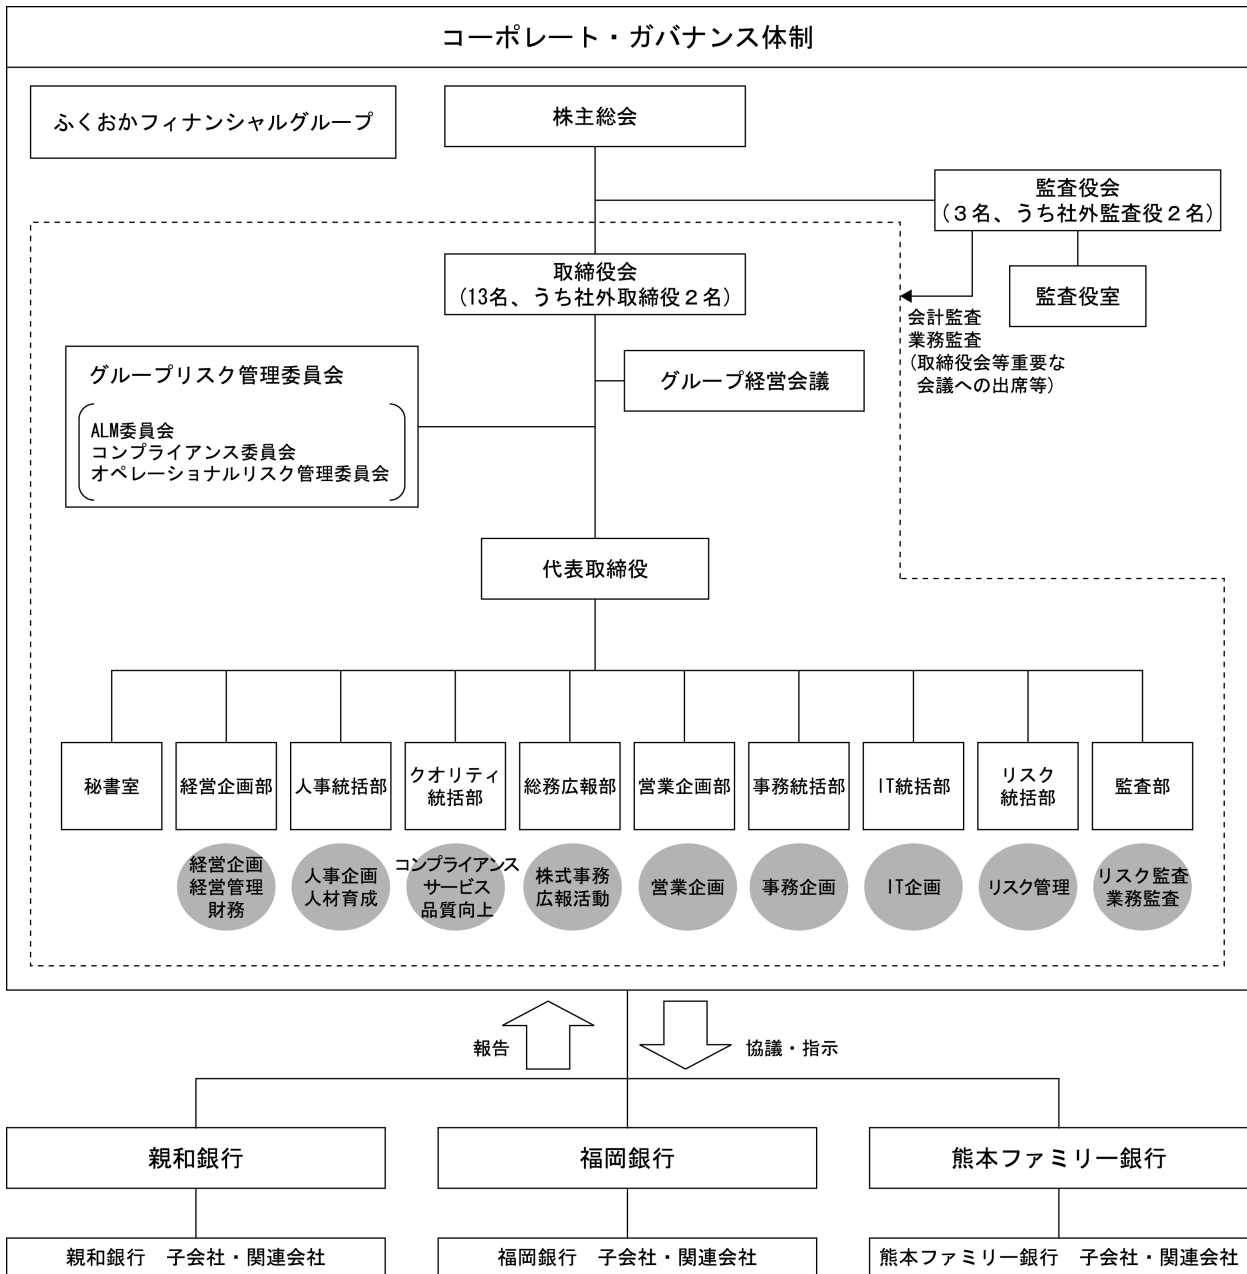 コーポレート・ガバナンス体制
ふくおかフィナンシャルグループ
株主総会
監査役会
(３名、うち社外監査役２名)
取締役会
(13名、うち社外取締役２名)
監査役室
会計監査
業務監査
(取締役会等重要な
会議への出席等)
グループリスク管理委員会
ALM委員会
コンプライアンス委員会
オペレーショナルリスク管理委員会
グループ経営会議
代表取締役
秘書室
経営企画部
人事統括部
クオリティ
統括部
総務広報部
営業企画部
事務統括部
IT統括部
リスク
統括部
監査部
経営企画
経営管理
財務
人事企画
人材育成
コンプライアンス
サービス
品質向上
株式事務
広報活動
営業企画
事務企画
IT企画
リスク管理
リスク監査
業務監査
報告
協議・指示
親和銀行
福岡銀行
熊本ファミリー銀行
親和銀行　子会社・関連会社
福岡銀行　子会社・関連会社
熊本ファミリー銀行　子会社・関連会社